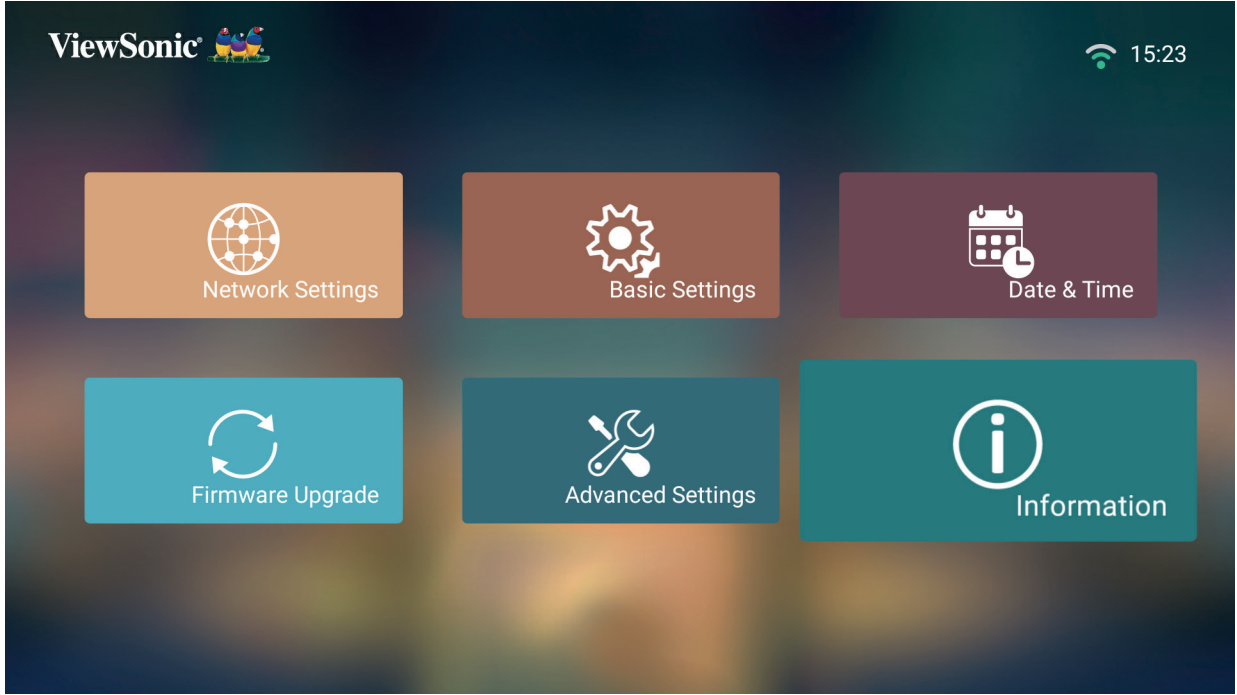 ViewSonic®
15:23
Network Settings
Basic Settings
Date & Time
Firmware Upgrade
Advanced Settings
Information